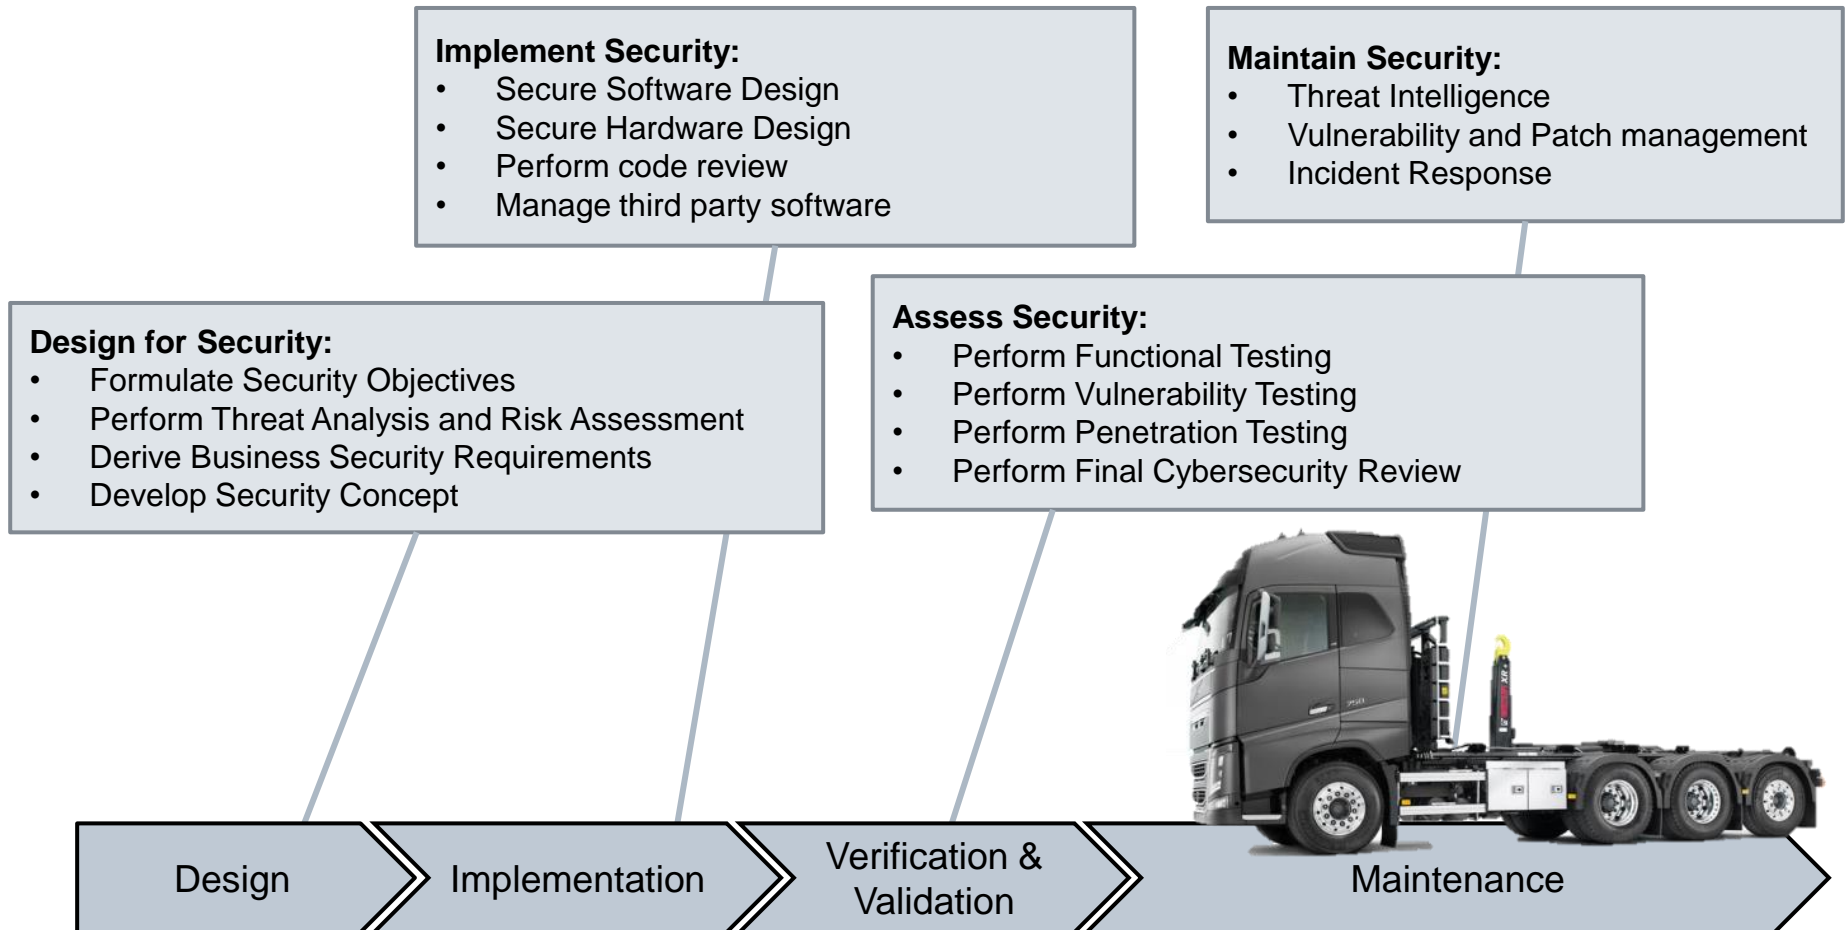 Implement Security:
• Secure Software Design
• Secure Hardware Design
• Perform code review
• Manage third party software
Maintain Security:
• Threat Intelligence
• Vulnerability and Patch management
• Incident Response
Design for Security:
• Formulate Security Objectives
• Perform Threat Analysis and Risk Assessment
• Derive Business Security Requirements
• Develop Security Concept
Assess Security:
• Perform Functional Testing
• Perform Vulnerability Testing
• Perform Penetration Testing
• Perform Final Cybersecurity Review
750
XR
Design
Implementation
Verification &
Validation
Maintenance